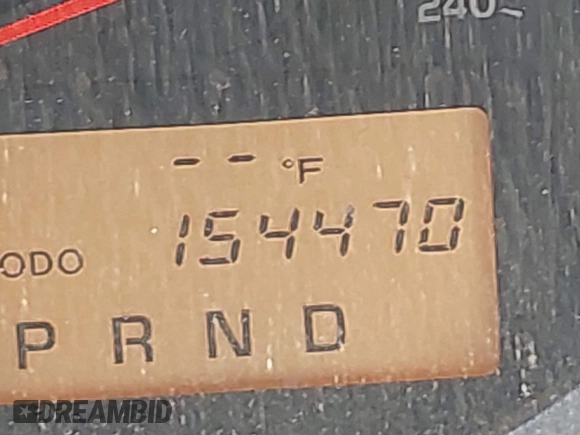 240
-- °F
ODO 154470
P R N D
DREAMBID